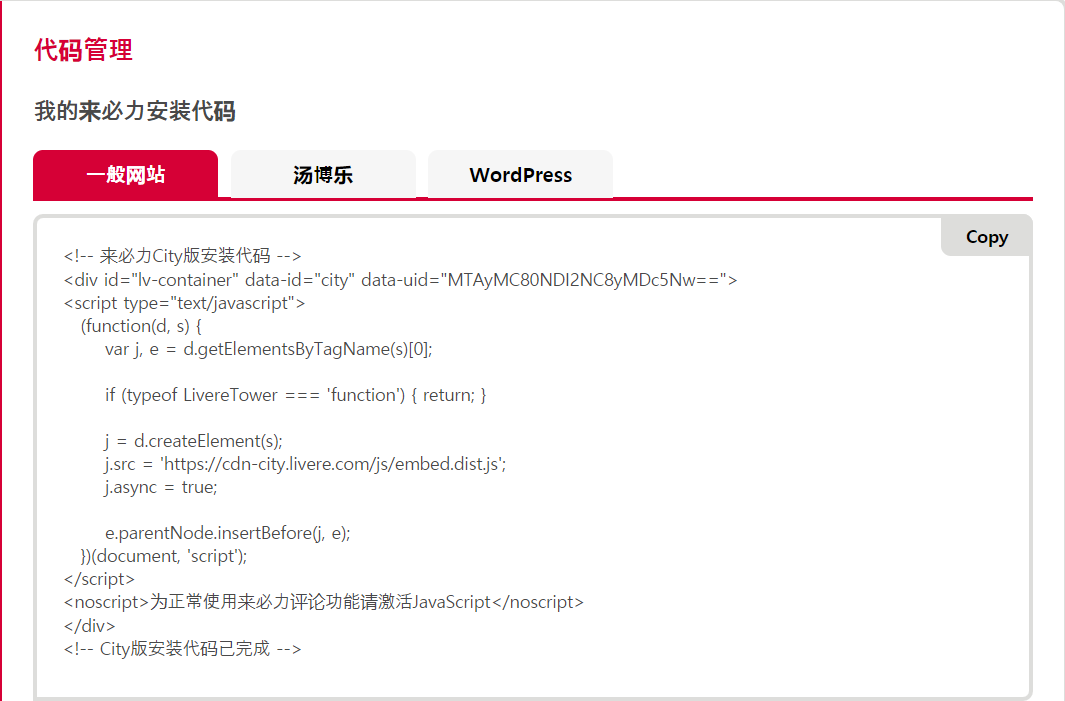 代码管理
我的来必力安装代码
一般网站 汤博乐 WordPress
Copy
<!-- 来必力City版安装代码 -->
<div id="lv-container" data-id="city" data-uid="MTAyMC80NDI2NC8yMDc5Nw==">
<script type="text/javascript">
(function(d, s) {
var j, e = d.getElementsByTagName(s)[0];
if (typeof LivereTower === 'function') { return; }
j = d.createElement(s);
j.src = 'https://cdn-city.livere.com/js/embed.dist.js';
j.async = true;
e.parentNode.insertBefore(j, e);
})(document, 'script');
</script>
<noscript>为正常使用来必力评论功能请激活JavaScript</noscript>
</div>
<!-- City版安装代码已完成 -->